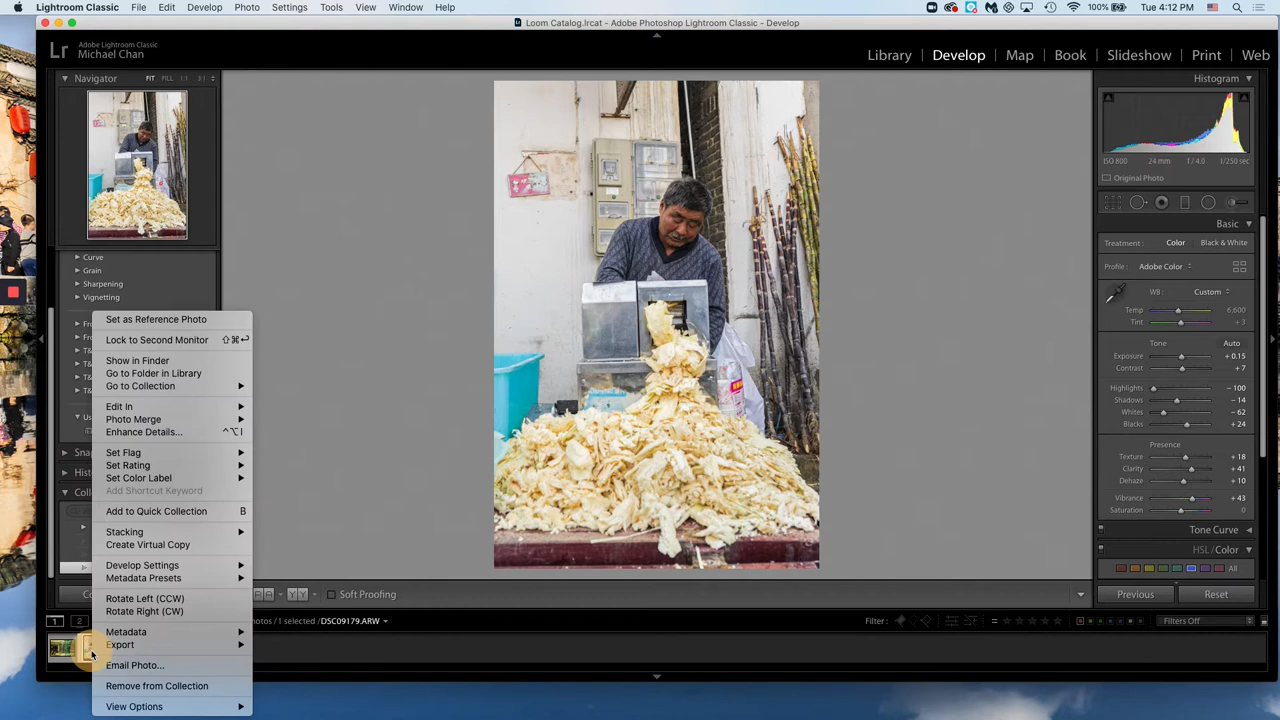 Lightroom Classic File Edit Develop Photo Settings Tools View Window Help 100% Tue 4:12 PM
Loom Catalog.lrcat - Adobe Photoshop Lightroom Classic - Develop
Lr Adobe Lightroom Classic
Michael Chan
Library Develop Map Book Slideshow Print Web
Navigator FIT FILL 1:1 3:1
Histogram
ISO 800 24 mm f / 4.0 1/250 sec
Original Photo
Basic
Treatment: Color Black & White
Profile: Adobe Color
WB: Custom
Temp 6,600
Tint + 3
Tone Auto
Exposure + 0.15
Contrast + 7
Highlights − 100
Shadows − 14
Whites − 62
Blacks + 24
Presence
Texture + 18
Clarity + 41
Dehaze + 10
Vibrance + 43
Saturation 0
Tone Curve
HSL / Color
All
Previous Reset
Curve
Grain
Sharpening
Vignetting
Set as Reference Photo
Lock to Second Monitor ⇧⌘↩
Show in Finder
Go to Folder in Library
Go to Collection
Edit In
Photo Merge
Enhance Details... ^⌥I
Set Flag
Set Rating
Set Color Label
Add Shortcut Keyword
Add to Quick Collection B
Stacking
Create Virtual Copy
Develop Settings
Metadata Presets
Rotate Left (CCW)
Rotate Right (CW)
Metadata
Export
Email Photo...
Remove from Collection
View Options
Soft Proofing
1 2
/ 1 selected / DSC09179.ARW
Filter: Filters Off